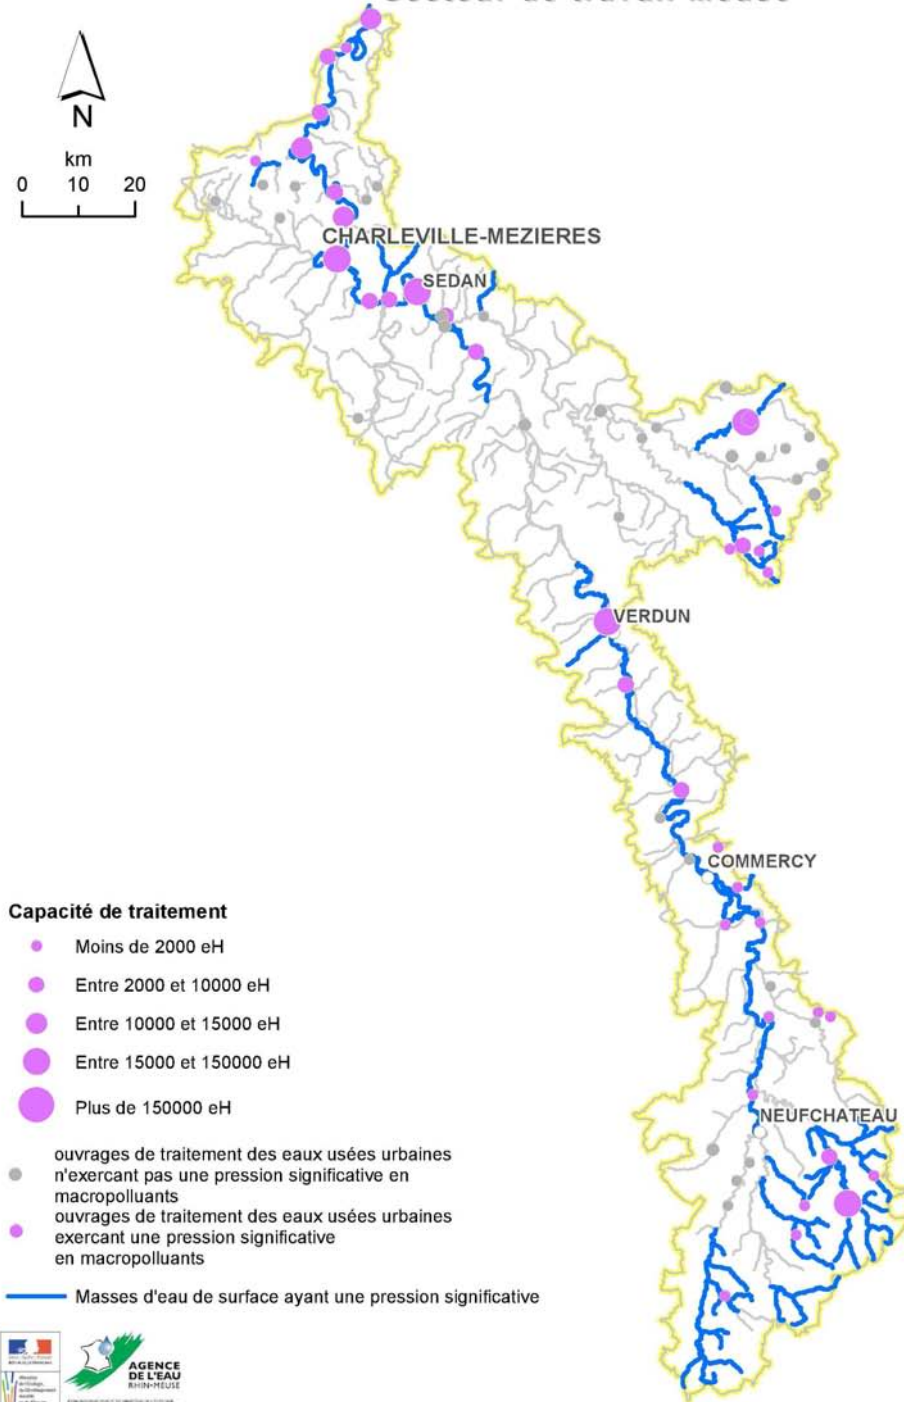 N
km
0 10 20
CHARLEVILLE-MEZIERES
SEDAN
VERDUN
COMMERCY
NEUFCHATEAU
Capacité de traitement
Moins de 2000 eH
Entre 2000 et 10000 eH
Entre 10000 et 15000 eH
Entre 15000 et 150000 eH
Plus de 150000 eH
ouvrages de traitement des eaux usées urbaines
n'exercant pas une pression significative en
macropolluants
ouvrages de traitement des eaux usées urbaines
exercant une pression significative
en macropolluants
Masses d'eau de surface ayant une pression significative
AGENCE
DE L'EAU
RHIN-MEUSE